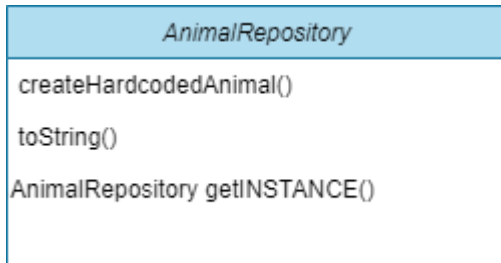 AnimalRepository
createHardcodedAnimal()
toString()
AnimalRepository getINSTANCE()